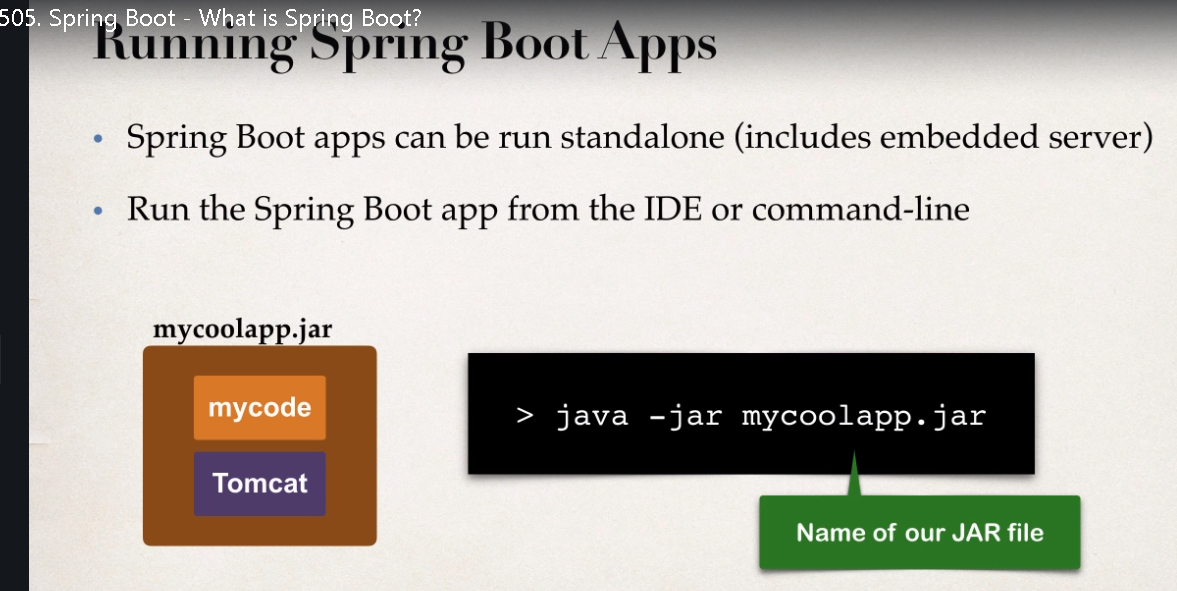 505. Spring Boot - What is Spring Boot?
Running Spring Boot Apps
• Spring Boot apps can be run standalone (includes embedded server)
• Run the Spring Boot app from the IDE or command-line
mycoolapp.jar
mycode
Tomcat
> java -jar mycoolapp.jar
Name of our JAR file